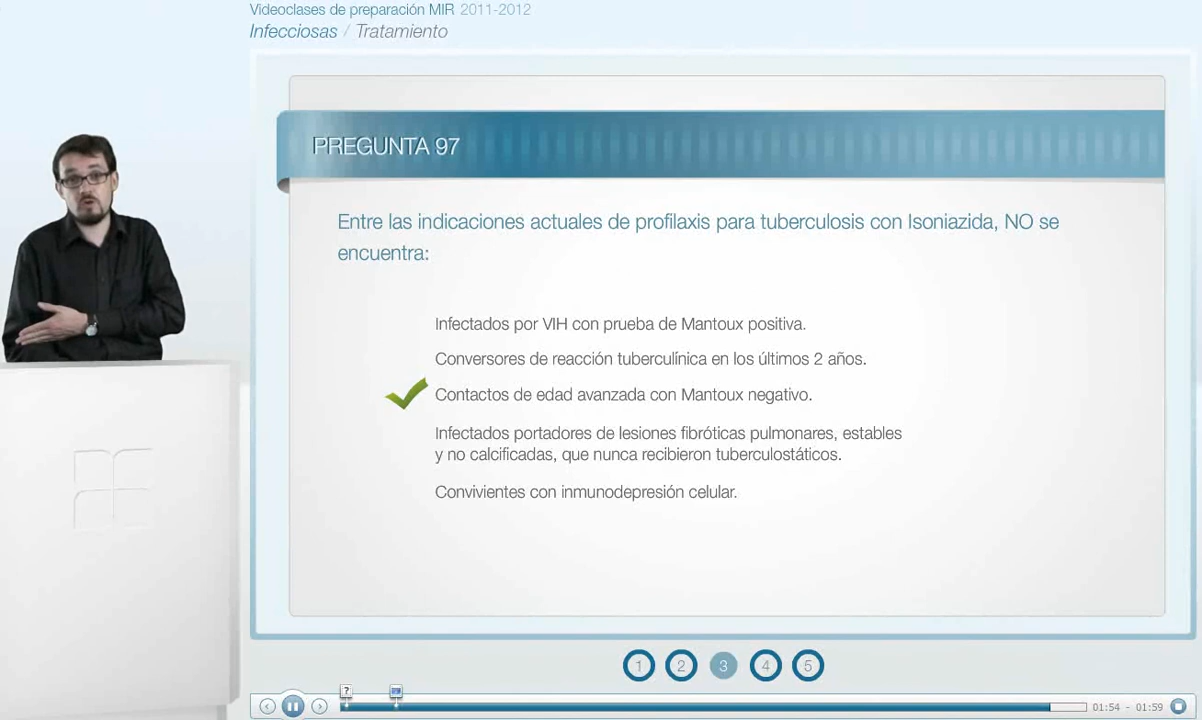 Videoclases de preparación MIR 2011-2012
Infecciosas / Tratamiento
PREGUNTA 97
Entre las indicaciones actuales de profilaxis para tuberculosis con Isoniazida, NO se
encuentra:
Infectados por VIH con prueba de Mantoux positiva.
Conversores de reacción tuberculínica en los últimos 2 años.
Contactos de edad avanzada con Mantoux negativo.
Infectados portadores de lesiones fibróticas pulmonares, estables
y no calcificadas, que nunca recibieron tuberculostáticos.
Convivientes con inmunodepresión celular.
1 2 3 4 5
?
01:54 - 01:59